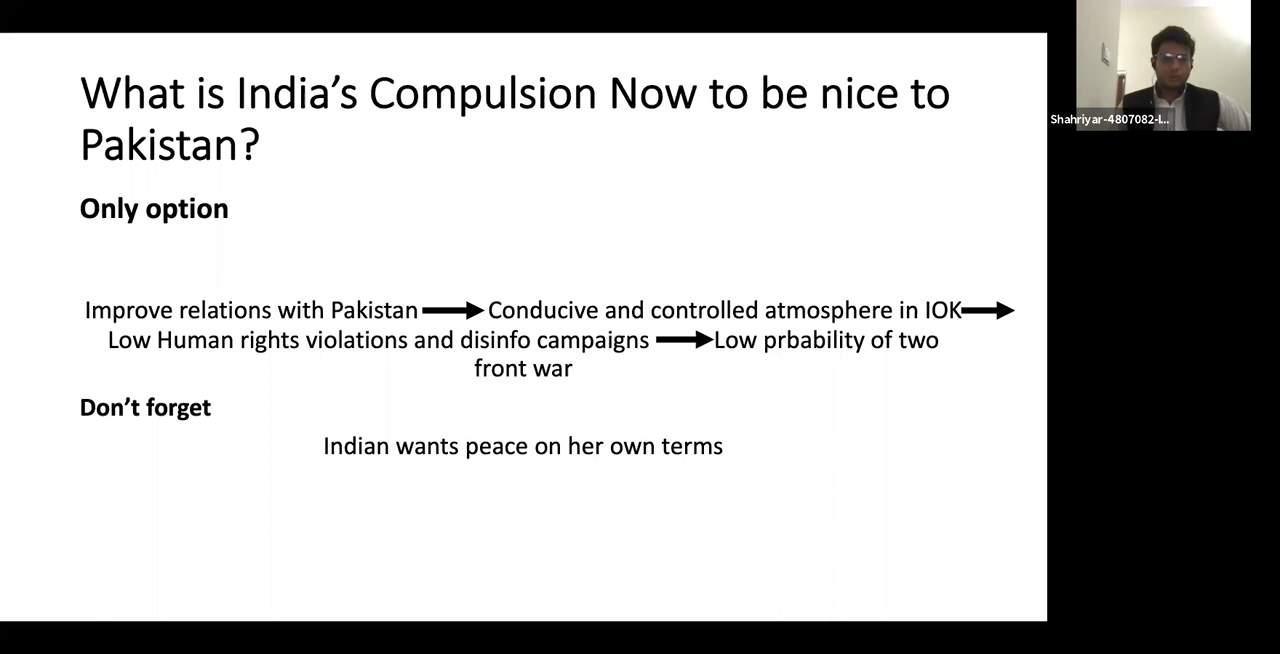 What is India's Compulsion Now to be nice to
Pakistan?
Only option
Improve relations with Pakistan Conducive and controlled atmosphere in IOK
Low Human rights violations and disinfo campaigns Low prbability of two
front war
Don't forget
Indian wants peace on her own terms
Shahriyar-4807082-I...